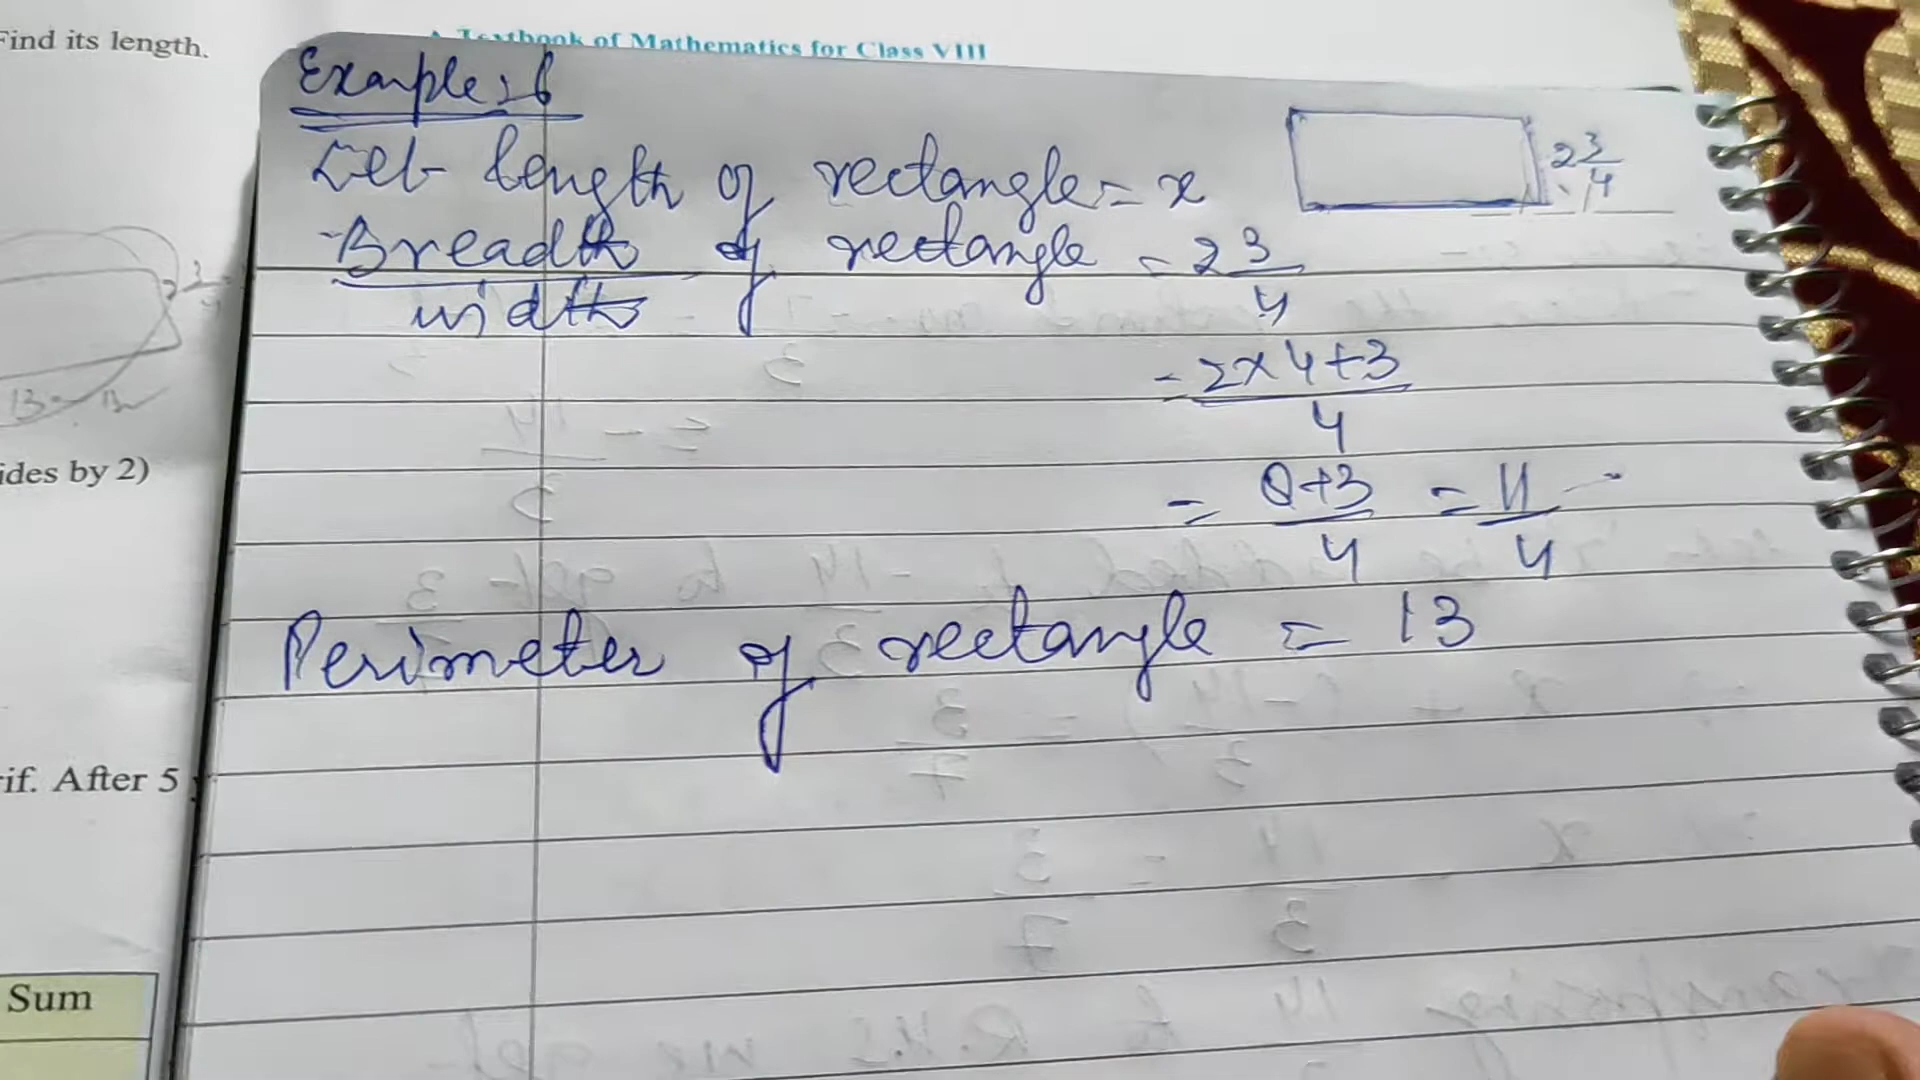 Find its length.
A Textbook of Mathematics for Class VIII
Example: 6
Let length of rectangle = x
2 3/4
Breadth of rectangle = 2 3/4
width
= 2x4+3/4
= 8+3/4 = 11/4
ides by 2)
Perimeter of rectangle = 13
rif. After 5
Sum